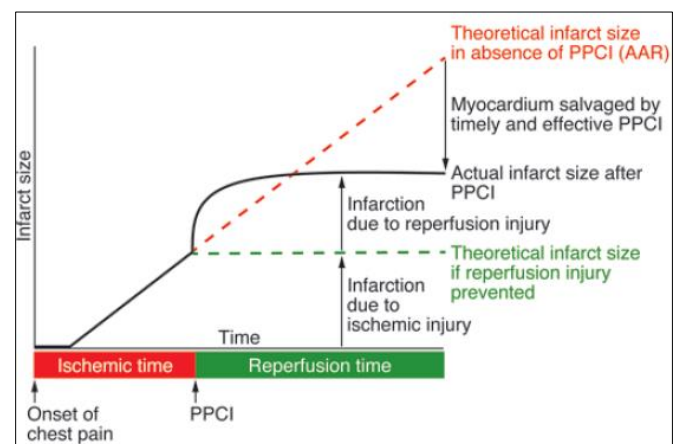 Theoretical infarct size
in absence of PPCI (AAR)
Myocardium salvaged by
timely and effective PPCI
Actual infarct size after
PPCI
Infarct size
Infarction
due to reperfusion injury
Theoretical infarct size
if reperfusion injury
prevented
Infarction
due to
ischemic injury
Time
Ischemic time
Reperfusion time
Onset of
chest pain
PPCI